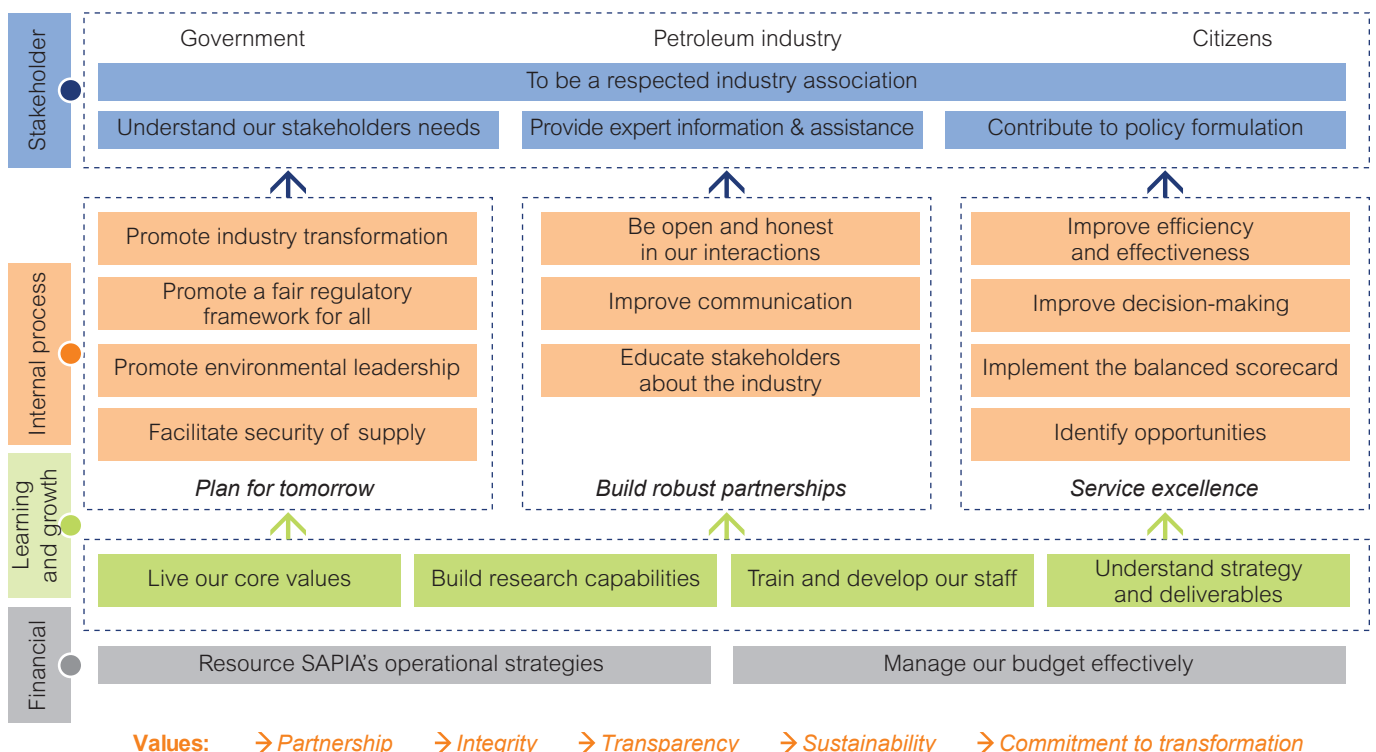 Stakeholder
Government
Petroleum industry
Citizens
To be a respected industry association
Understand our stakeholders needs
Provide expert information & assistance
Contribute to policy formulation
Internal process
Promote industry transformation
Promote a fair regulatory
framework for all
Promote environmental leadership
Facilitate security of supply
Plan for tomorrow
Be open and honest
in our interactions
Improve communication
Educate stakeholders
about the industry
Build robust partnerships
Improve efficiency
and effectiveness
Improve decision-making
Implement the balanced scorecard
Identify opportunities
Service excellence
Learning
and growth
Live our core values
Build research capabilities
Train and develop our staff
Understand strategy
and deliverables
Financial
Resource SAPIA's operational strategies
Manage our budget effectively
Values: → Partnership → Integrity → Transparency → Sustainability → Commitment to transformation